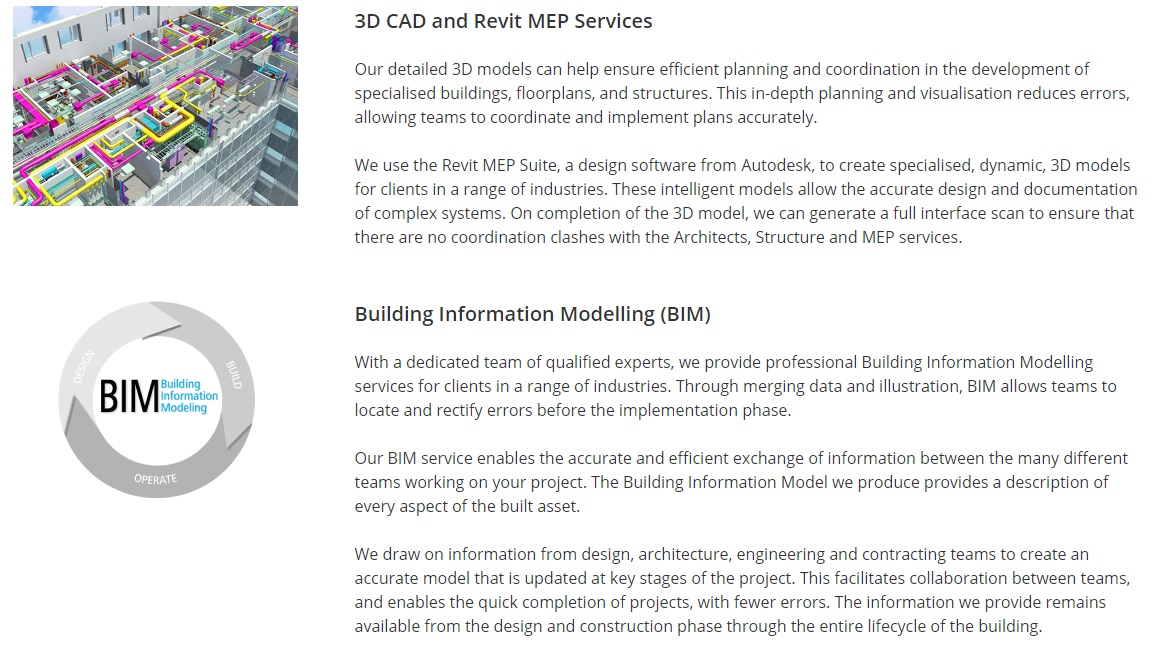 3D CAD and Revit MEP Services
Our detailed 3D models can help ensure efficient planning and coordination in the development of
specialised buildings, floorplans, and structures. This in-depth planning and visualisation reduces errors,
allowing teams to coordinate and implement plans accurately.
We use the Revit MEP Suite, a design software from Autodesk, to create specialised, dynamic, 3D models
for clients in a range of industries. These intelligent models allow the accurate design and documentation
of complex systems. On completion of the 3D model, we can generate a full interface scan to ensure that
there are no coordination clashes with the Architects, Structure and MEP services.
DESIGN
BUILD
BIM
Building
Information
Modeling
OPERATE
Building Information Modelling (BIM)
With a dedicated team of qualified experts, we provide professional Building Information Modelling
services for clients in a range of industries. Through merging data and illustration, BIM allows teams to
locate and rectify errors before the implementation phase.
Our BIM service enables the accurate and efficient exchange of information between the many different
teams working on your project. The Building Information Model we produce provides a description of
every aspect of the built asset.
We draw on information from design, architecture, engineering and contracting teams to create an
accurate model that is updated at key stages of the project. This facilitates collaboration between teams,
and enables the quick completion of projects, with fewer errors. The information we provide remains
available from the design and construction phase through the entire lifecycle of the building.